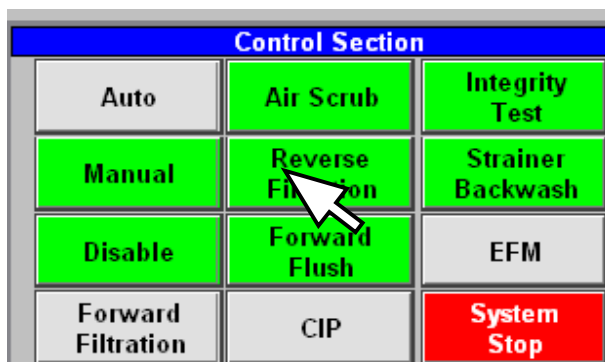 Control Section
Auto
Air Scrub
Integrity
Test
Manual
Reverse
Filtration
Strainer
Backwash
Disable
Forward
Flush
EFM
Forward
Filtration
CIP
System
Stop